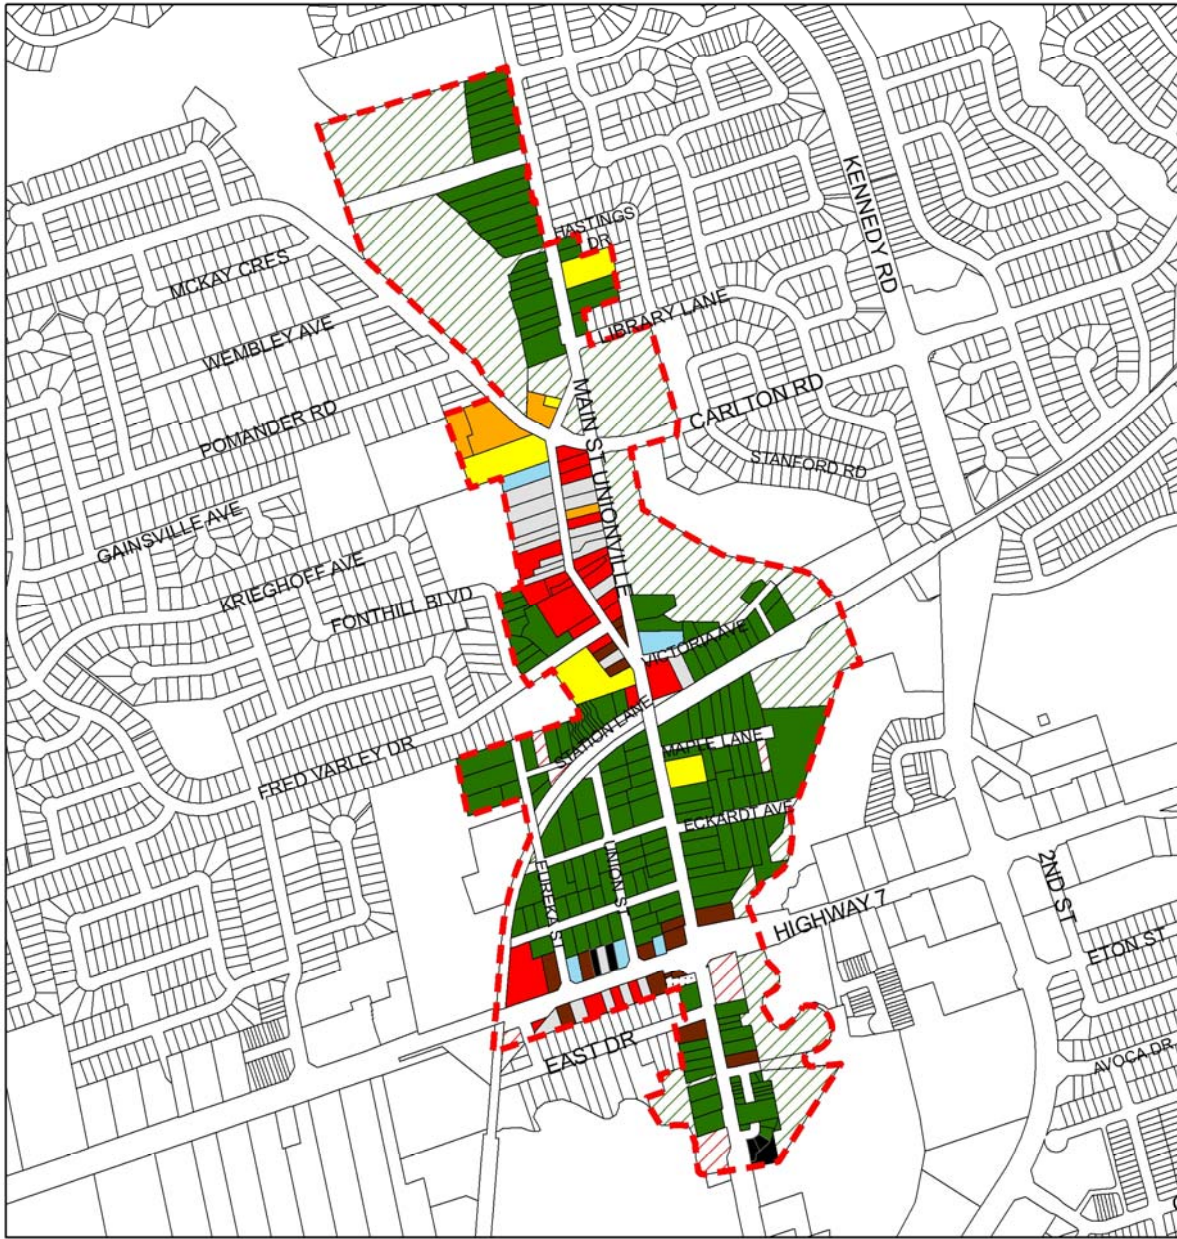 HASTINGS
DR
KENNEDY RD
MCKAY CRES
LIBRARY LANE
WEMBLEY AVE
CARLTON RD
POMANDER RD
MAIN ST UNIONVILLE
STANFORD RD
GAINSVILLE AVE
KRIEGHOFF AVE
FONTHILL BLVD
VICTORIA AVE
STATION LANE
FRED VARLEY DR
MAPLE LANE
ECKARDT AVE
UNION ST
EUREKA ST
2ND ST
HIGHWAY 7
ETON ST
EAST DR
AVOCA DR